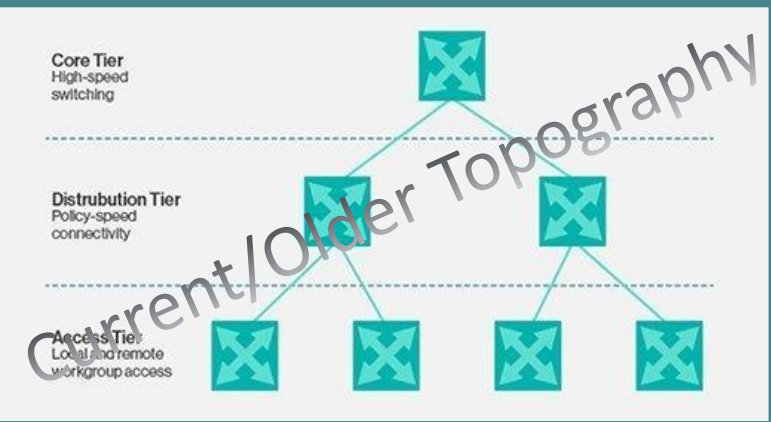 Core Tier
High-speed
switching
Distrubution Tier
Policy-speed
connectivity
Access Tier
Local and remote
workgroup access
Current/Older Topography